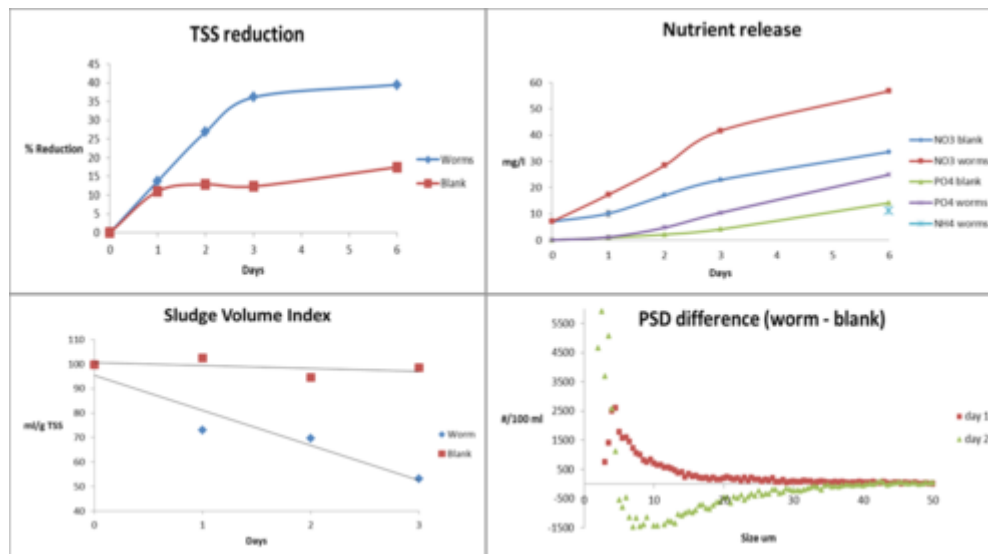 TSS reduction
45
40
35
30
25
20
15
10
5
0
% Reduction
0 1 2 3 4 5 6
Days
Worms
Blank
Nutrient release
60
50
40
30
20
10
0
mg/l
0 1 2 3 4 5 6
Days
NO3 blank
NO3 worms
PO4 blank
PO4 worms
NH4 worms
Sludge Volume Index
110
100
90
80
70
60
50
40
ml/g TSS
0 1 2 3
Days
Worm
Blank
PSD difference (worm - blank)
5500
4500
3500
2500
1500
500
-500
-1500
#/100 ml
0 10 20 30 40 50
Size um
day 1
day 2